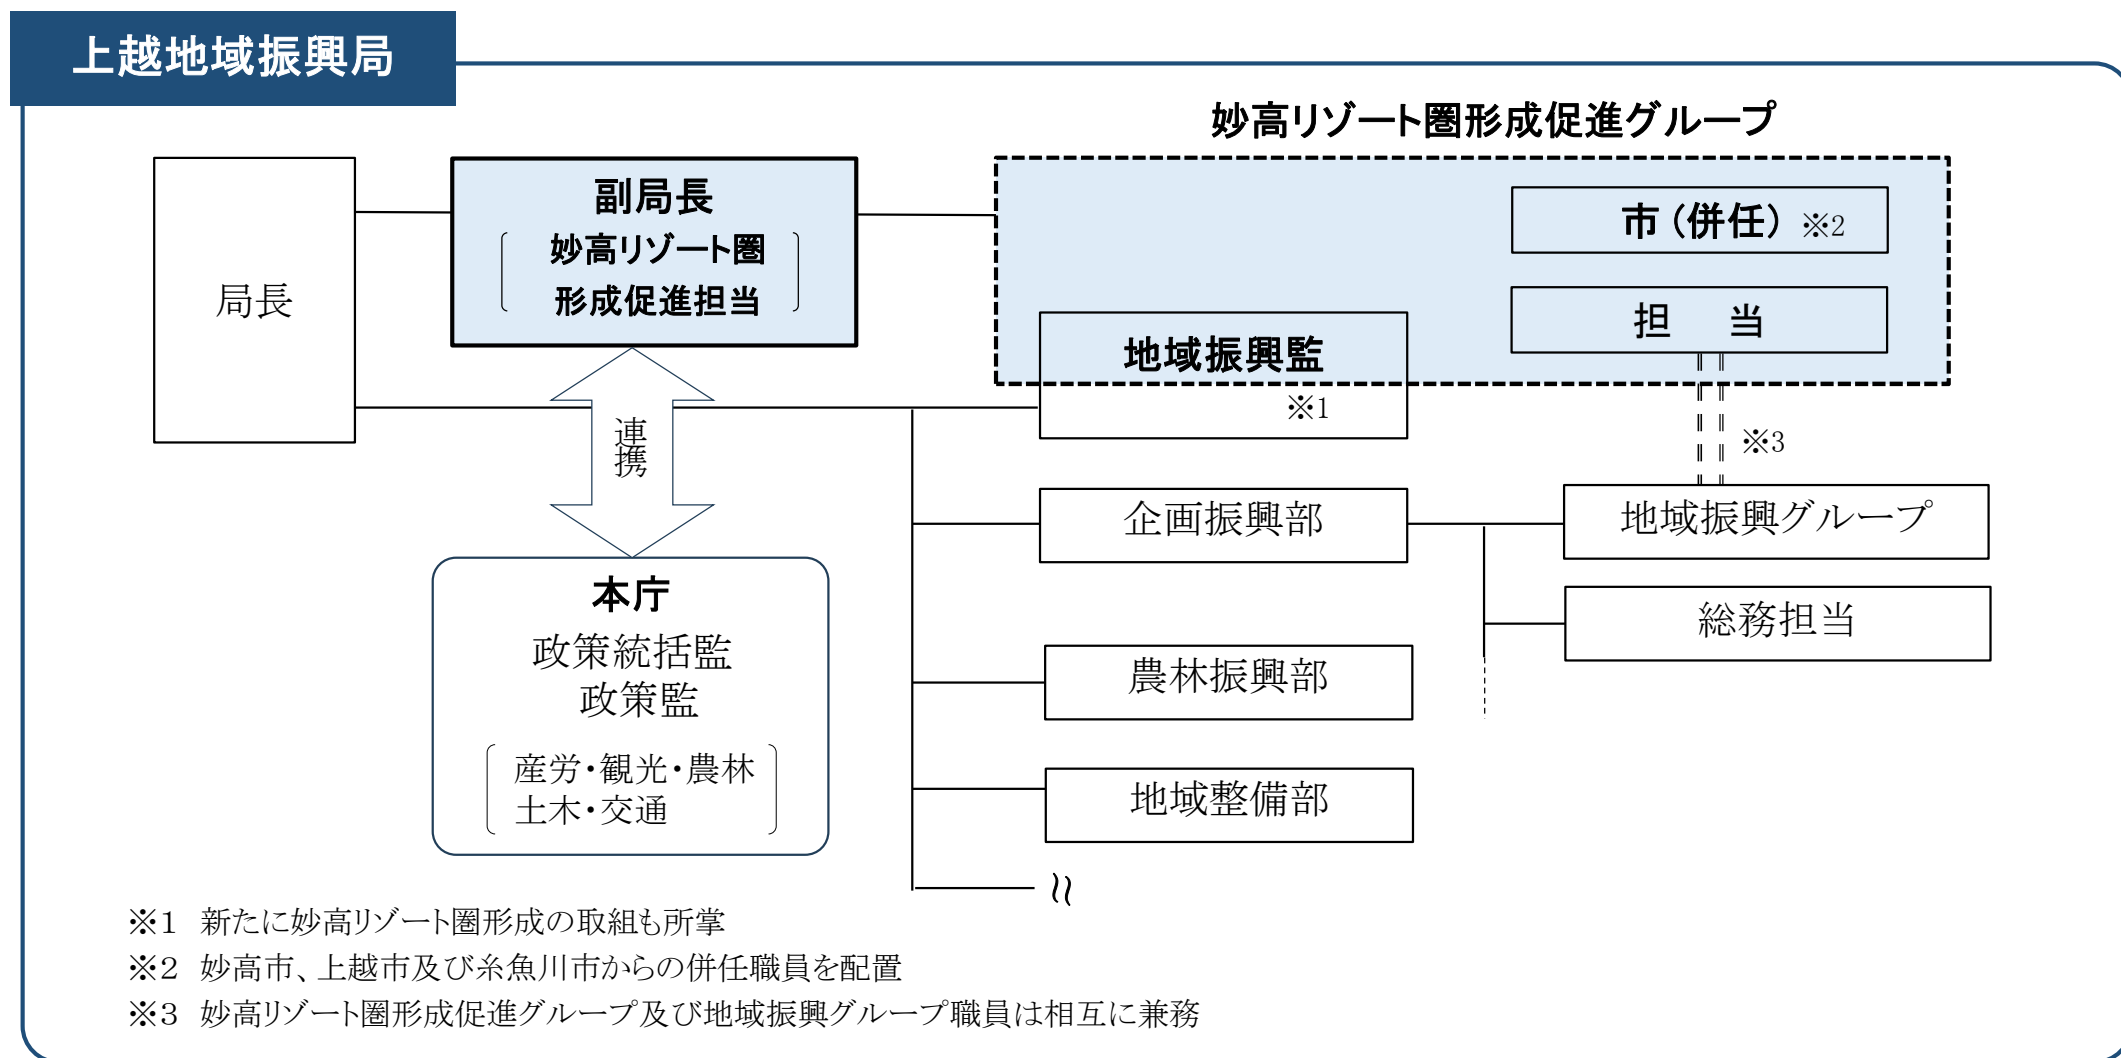 上越地域振興局
妙高リゾート圏形成促進グループ
局長
副局長
妙高リゾート圏
形成促進担当
市（併任）※2
担　当
地域振興監
※1
連携
※3
企画振興部
地域振興グループ
総務担当
農林振興部
地域整備部
本庁
政策統括監
政策監
産労・観光・農林
土木・交通
※1　新たに妙高リゾート圏形成の取組も所掌
※2　妙高市、上越市及び糸魚川市からの併任職員を配置
※3　妙高リゾート圏形成促進グループ及び地域振興グループ職員は相互に兼務